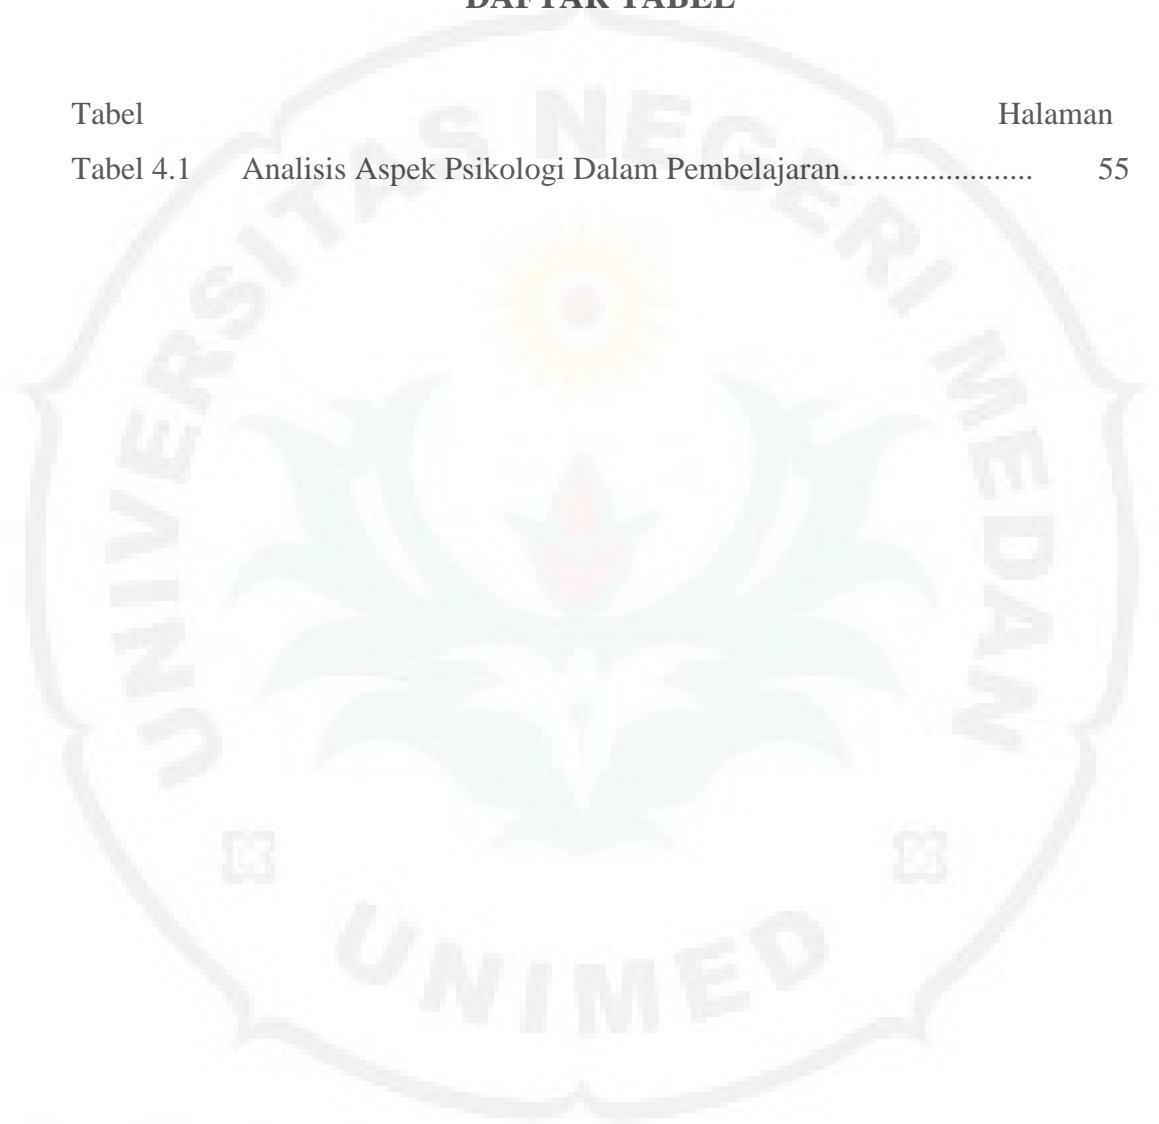 DAFTAR TABEL
Tabel Halaman
Tabel 4.1 Analisis Aspek Psikologi Dalam Pembelajaran........................ 55
UNIVERSITAS NEGERI MEDAN
UNIMED